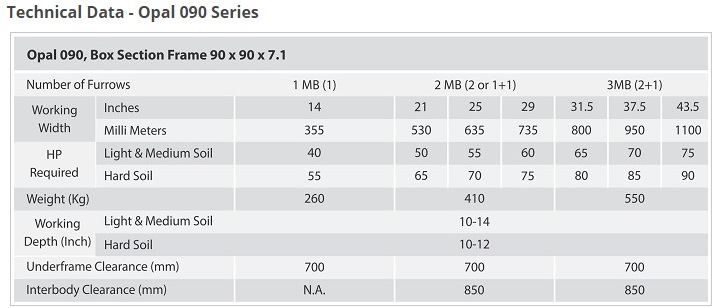 Technical Data - Opal 090 Series
Opal 090, Box Section Frame 90 x 90 x 7.1
Number of Furrows 1 MB (1) 2 MB (2 or 1+1) 3MB (2+1)
Working Width
Inches 14 21 25 29 31.5 37.5 43.5
Milli Meters 355 530 635 735 800 950 1100
HP Required
Light & Medium Soil 40 50 55 60 65 70 75
Hard Soil 55 65 70 75 80 85 90
Weight (Kg) 260 410 550
Working Depth (Inch)
Light & Medium Soil 10-14
Hard Soil 10-12
Underframe Clearance (mm) 700 700 700
Interbody Clearance (mm) N.A. 850 850